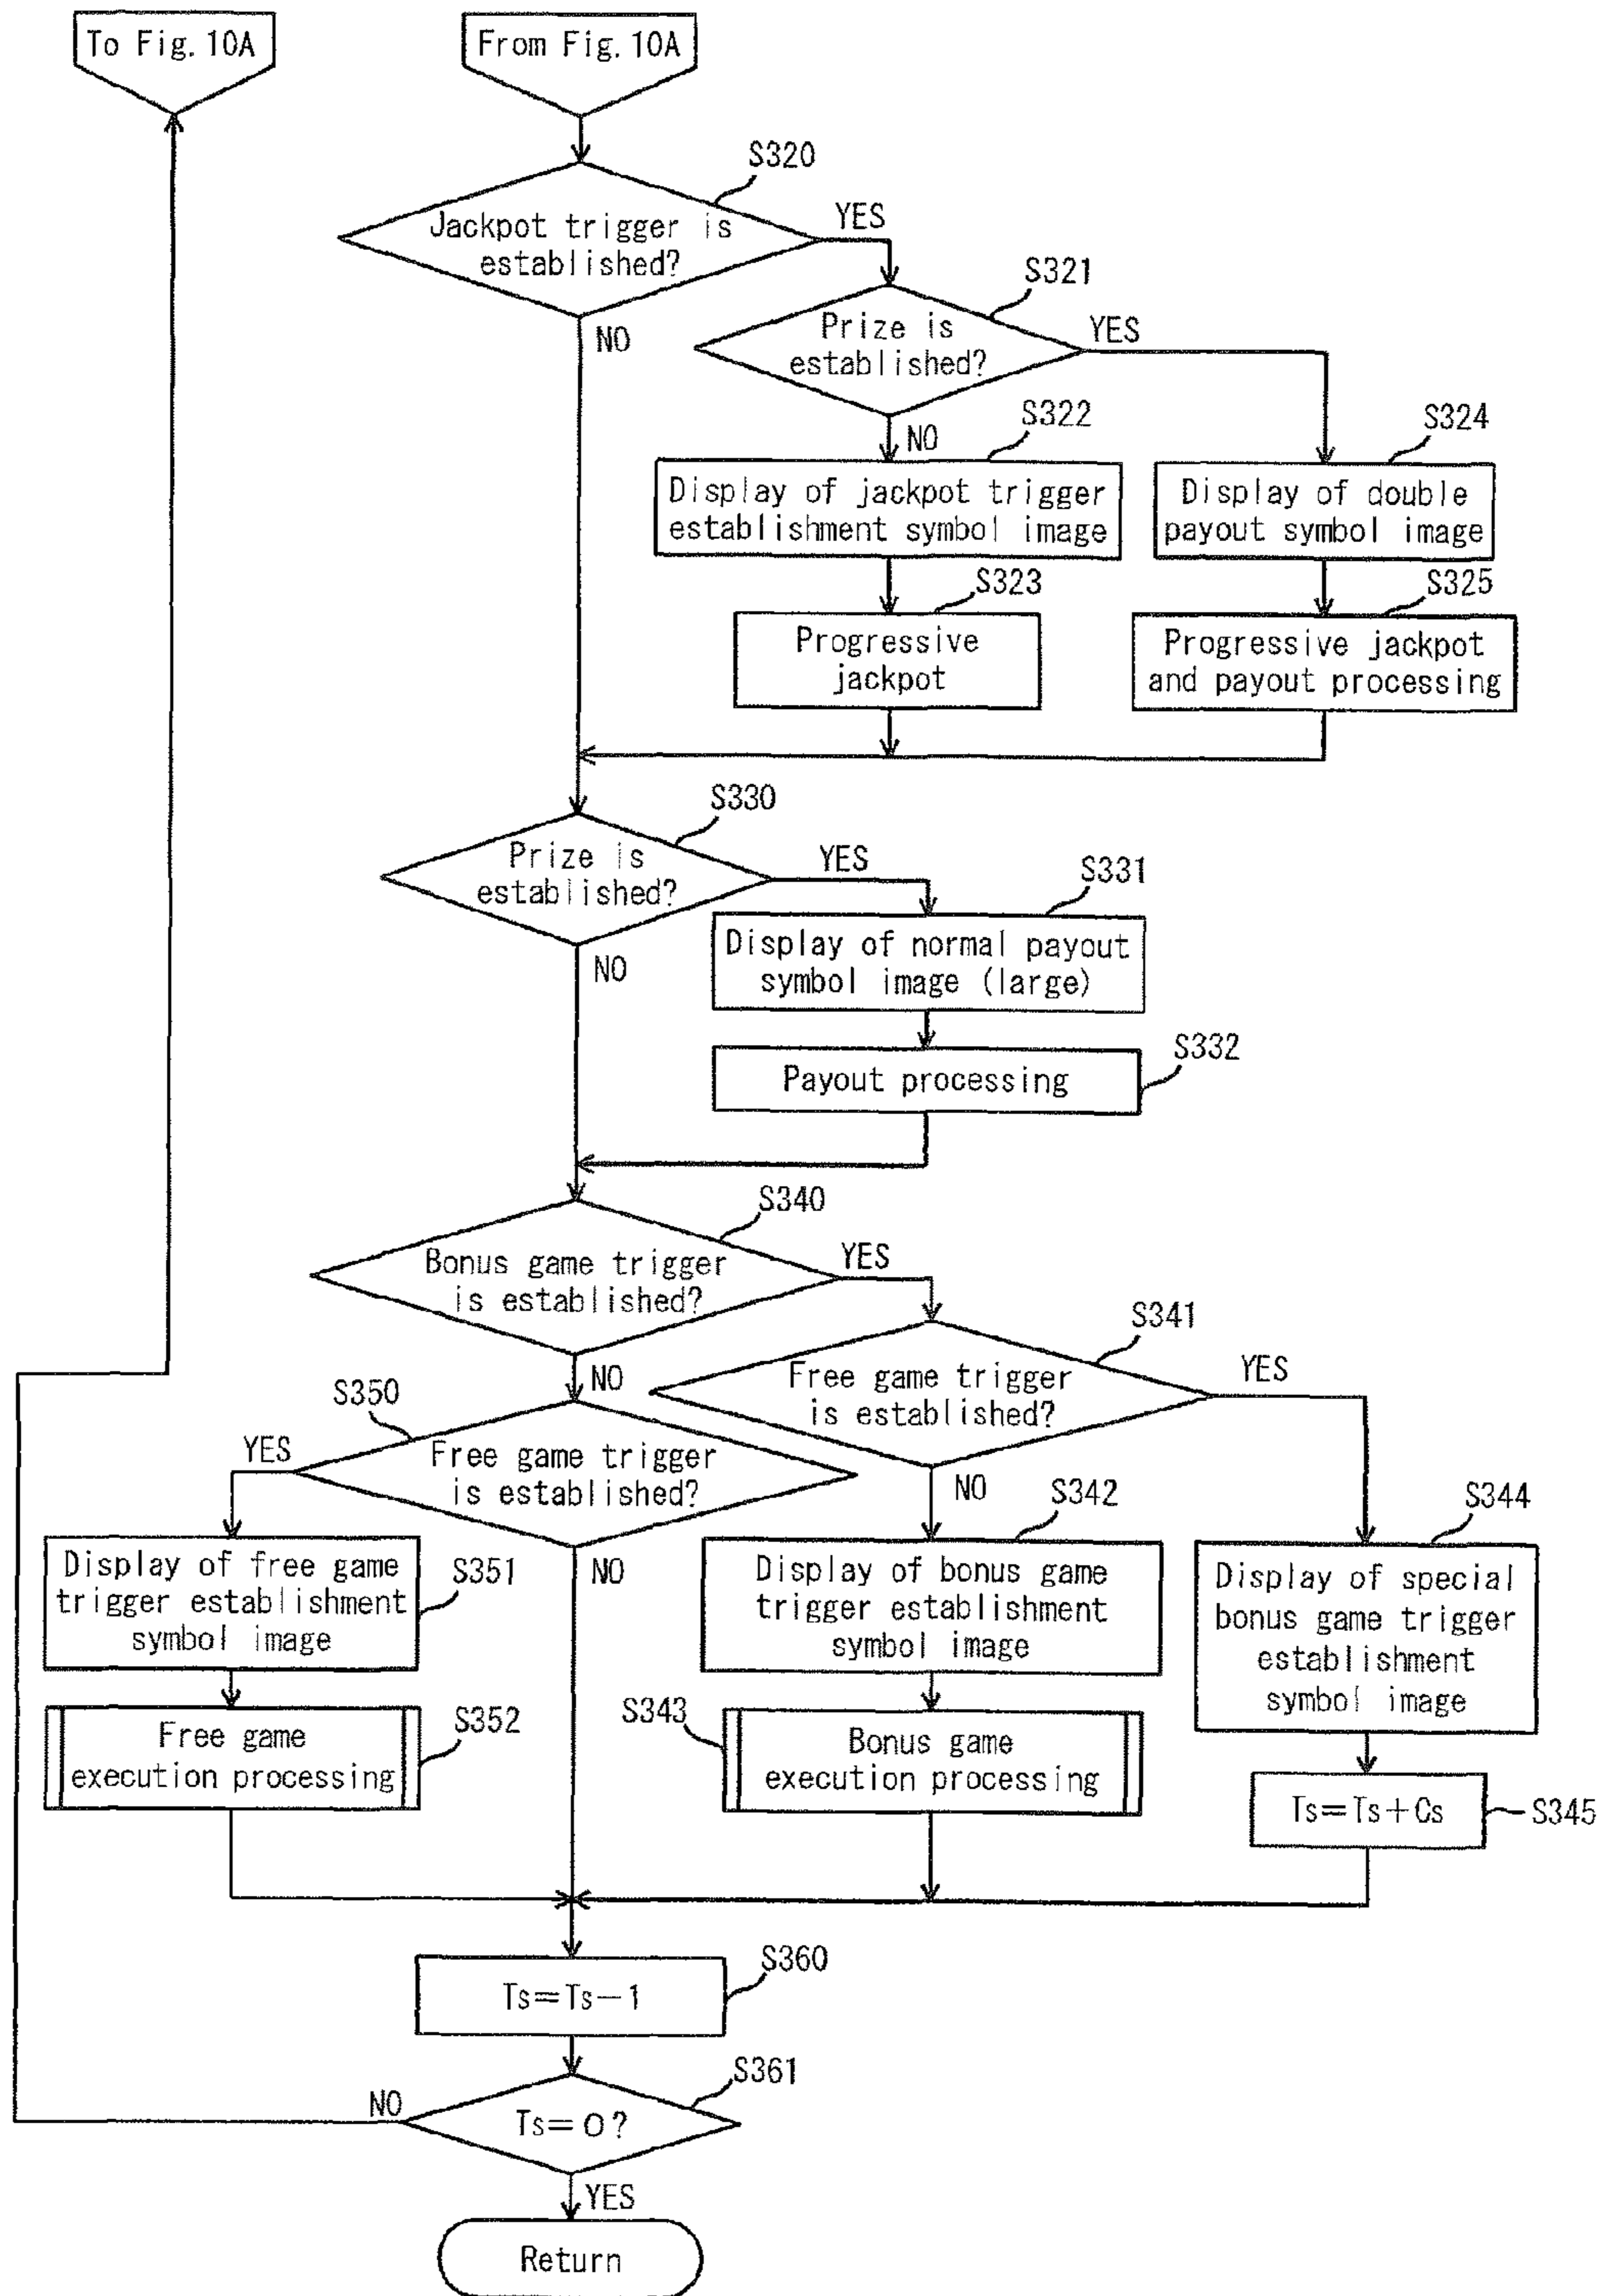 To Fig. 10A
From Fig. 10A
S320
Jackpot trigger is
established?
YES
NO
S321
Prize is
established?
YES
NO
S322
Display of jackpot trigger
establishment symbol image
S324
Display of double
payout symbol image
S323
Progressive
jackpot
S325
Progressive jackpot
and payout processing
S330
Prize is
established?
YES
NO
S331
Display of normal payout
symbol image (large)
S332
Payout processing
S340
Bonus game trigger
is established?
YES
NO
S341
Free game trigger
is established?
YES
NO
S350
Free game trigger
is established?
YES
NO
S351
Display of free game
trigger establishment
symbol image
S342
Display of bonus game
trigger establishment
symbol image
S344
Display of special
bonus game trigger
establishment
symbol image
S352
Free game
execution processing
S343
Bonus game
execution processing
Ts=Ts+Cs
S345
S360
Ts=Ts-1
S361
Ts=0?
NO
YES
Return